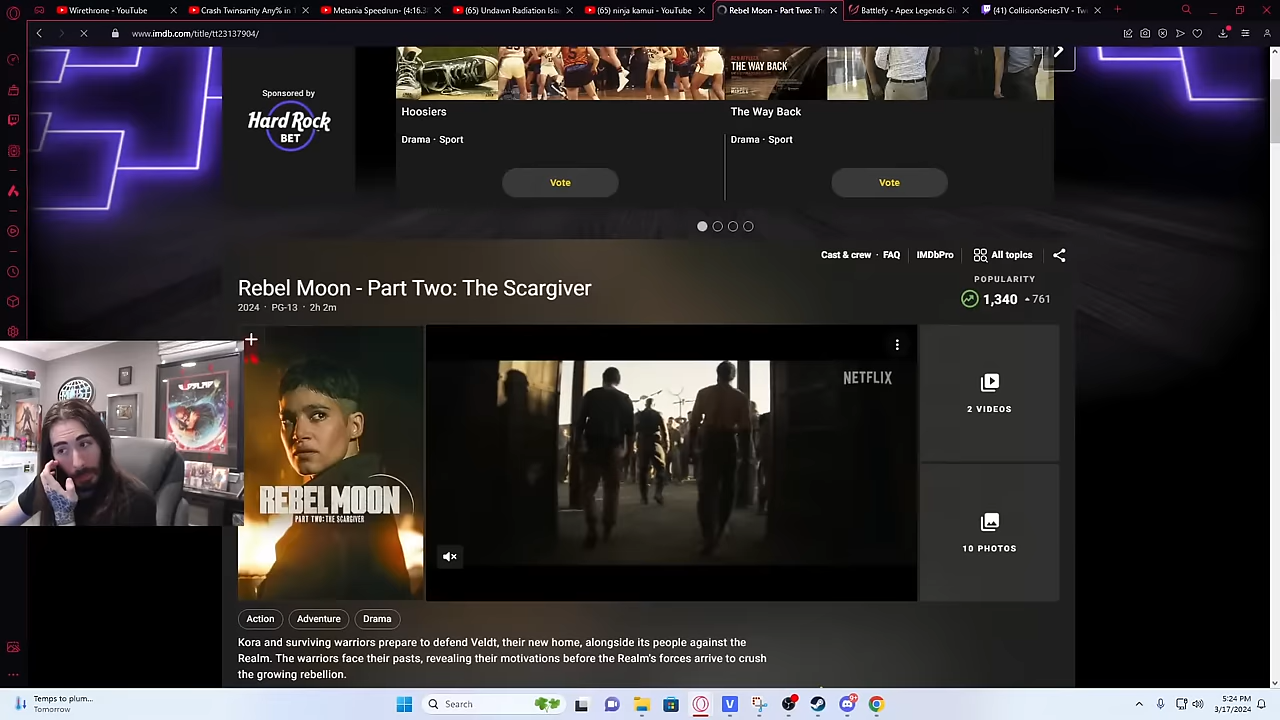 Wirethrone - YouTube
Crash Twinsanity Any% in 1
Metania Speedrun- (4:16.3
(65) Undawn Radiation Isla
(65) ninja kamui - YouTube
Rebel Moon - Part Two: The
Battlefy - Apex Legends Gl
(41) CollisionSeriesTV - Tw
www.imdb.com/title/tt23137904/
Sponsored by
Hard Rock
BET
THE WAY BACK
Hoosiers
The Way Back
Drama · Sport
Drama · Sport
Vote
Vote
Cast & crew · FAQ
IMDbPro
All topics
POPULARITY
Rebel Moon - Part Two: The Scargiver
1,340
761
2024 · PG-13 · 2h 2m
NETFLIX
2 VIDEOS
REBEL MOON
PART TWO: THE SCARGIVER
10 PHOTOS
Action
Adventure
Drama
Kora and surviving warriors prepare to defend Veldt, their new home, alongside its people against the
Realm. The warriors face their pasts, revealing their motivations before the Realm's forces arrive to crush
the growing rebellion.
Temps to plum...
Tomorrow
Search
5:24 PM
3/17/2024